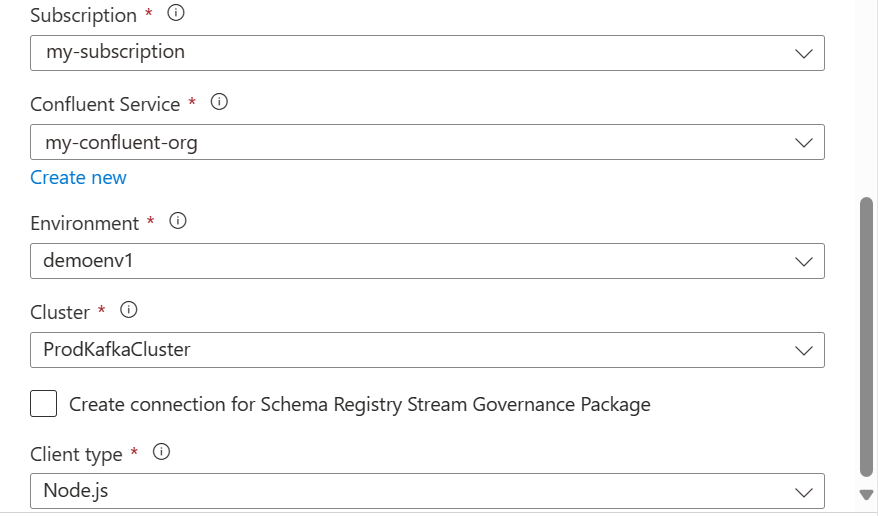 Subscription * ⓘ
my-subscription
Confluent Service * ⓘ
my-confluent-org
Create new
Environment * ⓘ
demoenv1
Cluster * ⓘ
ProdKafkaCluster
Create connection for Schema Registry Stream Governance Package
Client type * ⓘ
Node.js